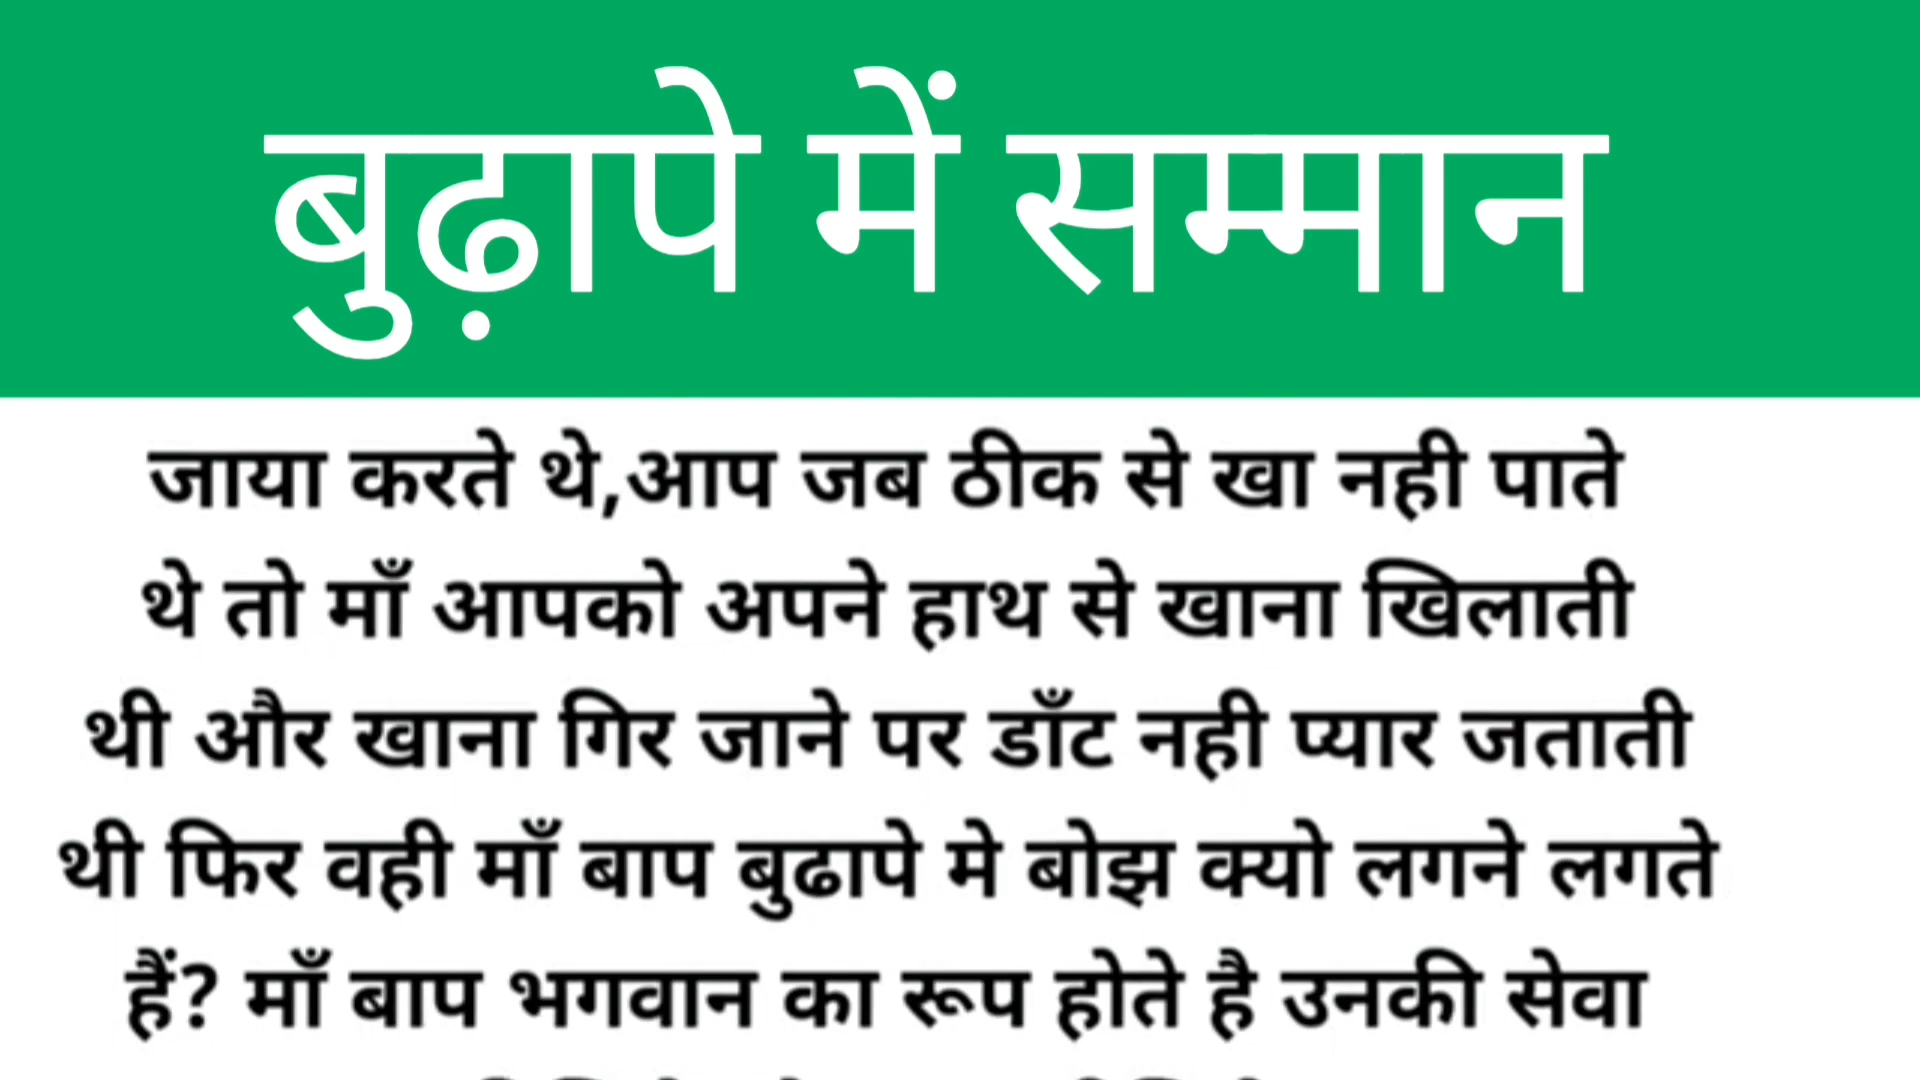 बुढ़ापे में सम्मान
जाया करते थे,आप जब ठीक से खा नही पाते
थे तो माँ आपको अपने हाथ से खाना खिलाती
थी और खाना गिर जाने पर डाँट नही प्यार जताती
थी फिर वही माँ बाप बुढापे मे बोझ क्यो लगने लगते
हैं? माँ बाप भगवान का रूप होते है उनकी सेवा